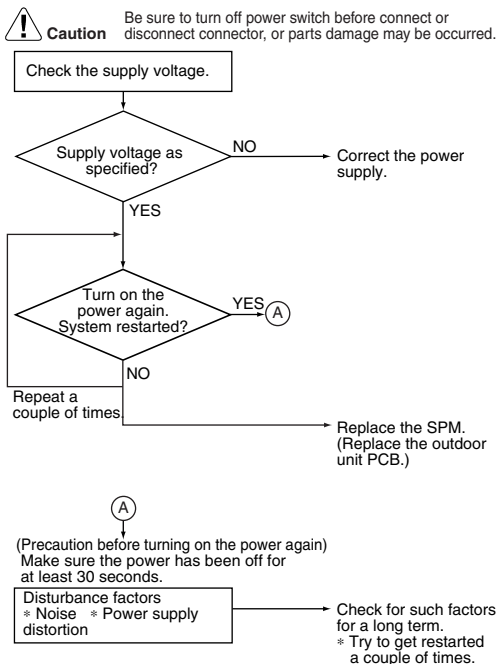 Caution
Be sure to turn off power switch before connect or
disconnect connector, or parts damage may be occurred.
Check the supply voltage.
Supply voltage as
specified?
NO
Correct the power
supply.
YES
Turn on the
power again.
System restarted?
YES
A
NO
Repeat a
couple of times.
Replace the SPM.
(Replace the outdoor
unit PCB.)
A
(Precaution before turning on the power again)
Make sure the power has been off for
at least 30 seconds.
Disturbance factors
* Noise * Power supply
distortion
Check for such factors
for a long term.
* Try to get restarted
a couple of times.